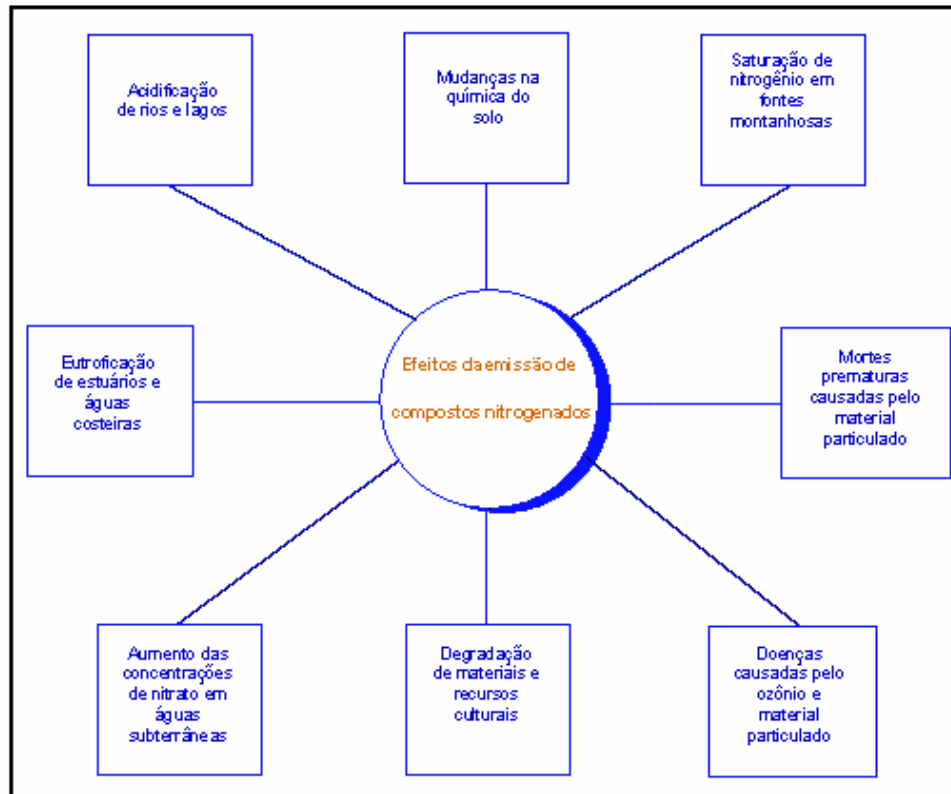 Acidificação
de rios e lagos
Mudanças na
química do
solo
Saturação de
nitrogênio em
fontes
montanhosas
Eutroficação
de estuários e
águas
costeiras
Efeitos da emissão de
compostos nitrogenados
Mortes
prematuras
causadas pelo
material
particulado
Aumento das
concentrações
de nitrato em
águas
subterrâneas
Degradação
de materiais e
recursos
culturais
Doenças
causadas pelo
ozônio e
material
particulado